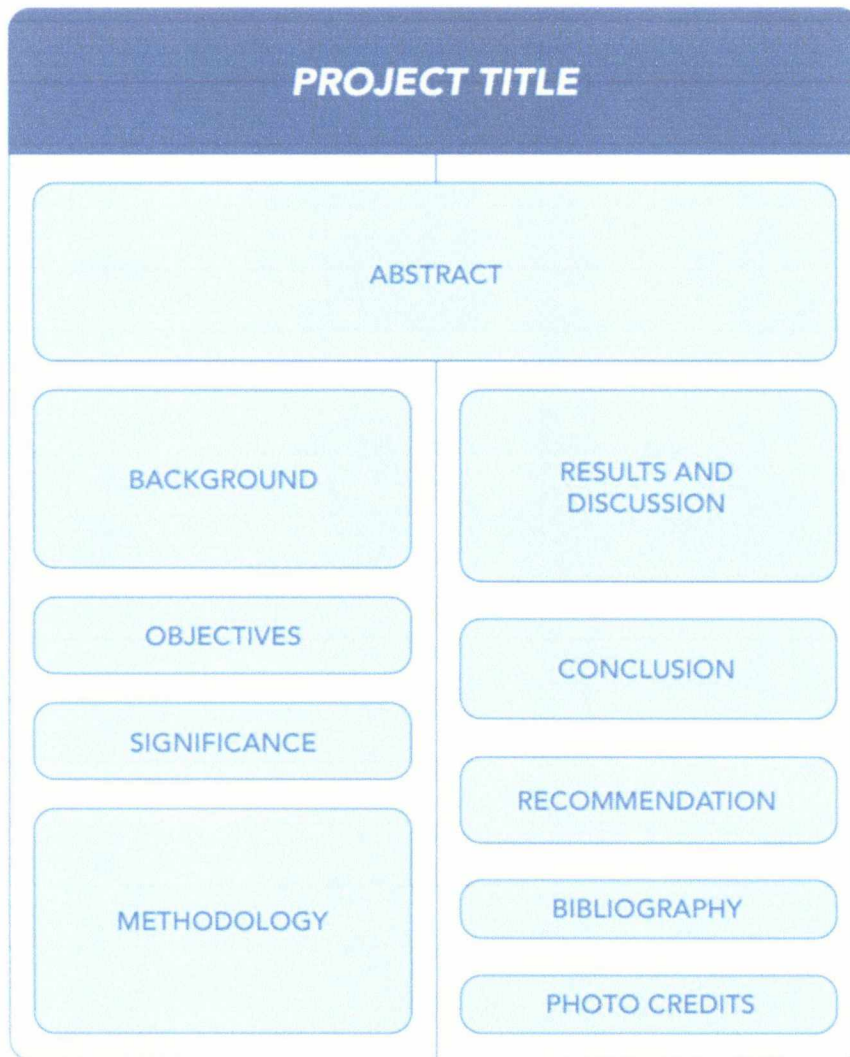 PROJECT TITLE
ABSTRACT
BACKGROUND
OBJECTIVES
SIGNIFICANCE
METHODOLOGY
RESULTS AND
DISCUSSION
CONCLUSION
RECOMMENDATION
BIBLIOGRAPHY
PHOTO CREDITS